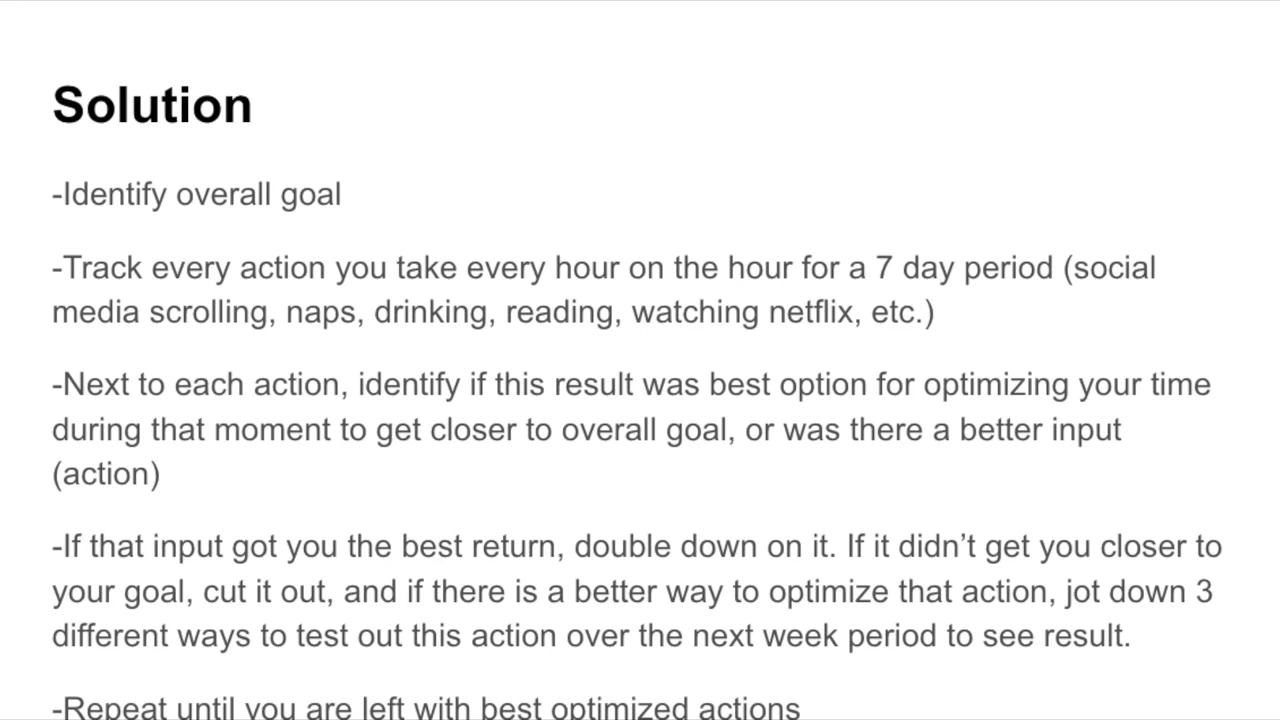 Solution
-Identify overall goal
-Track every action you take every hour on the hour for a 7 day period (social
media scrolling, naps, drinking, reading, watching netflix, etc.)
-Next to each action, identify if this result was best option for optimizing your time
during that moment to get closer to overall goal, or was there a better input
(action)
-If that input got you the best return, double down on it. If it didn’t get you closer to
your goal, cut it out, and if there is a better way to optimize that action, jot down 3
different ways to test out this action over the next week period to see result.
-Repeat until you are left with best optimized actions